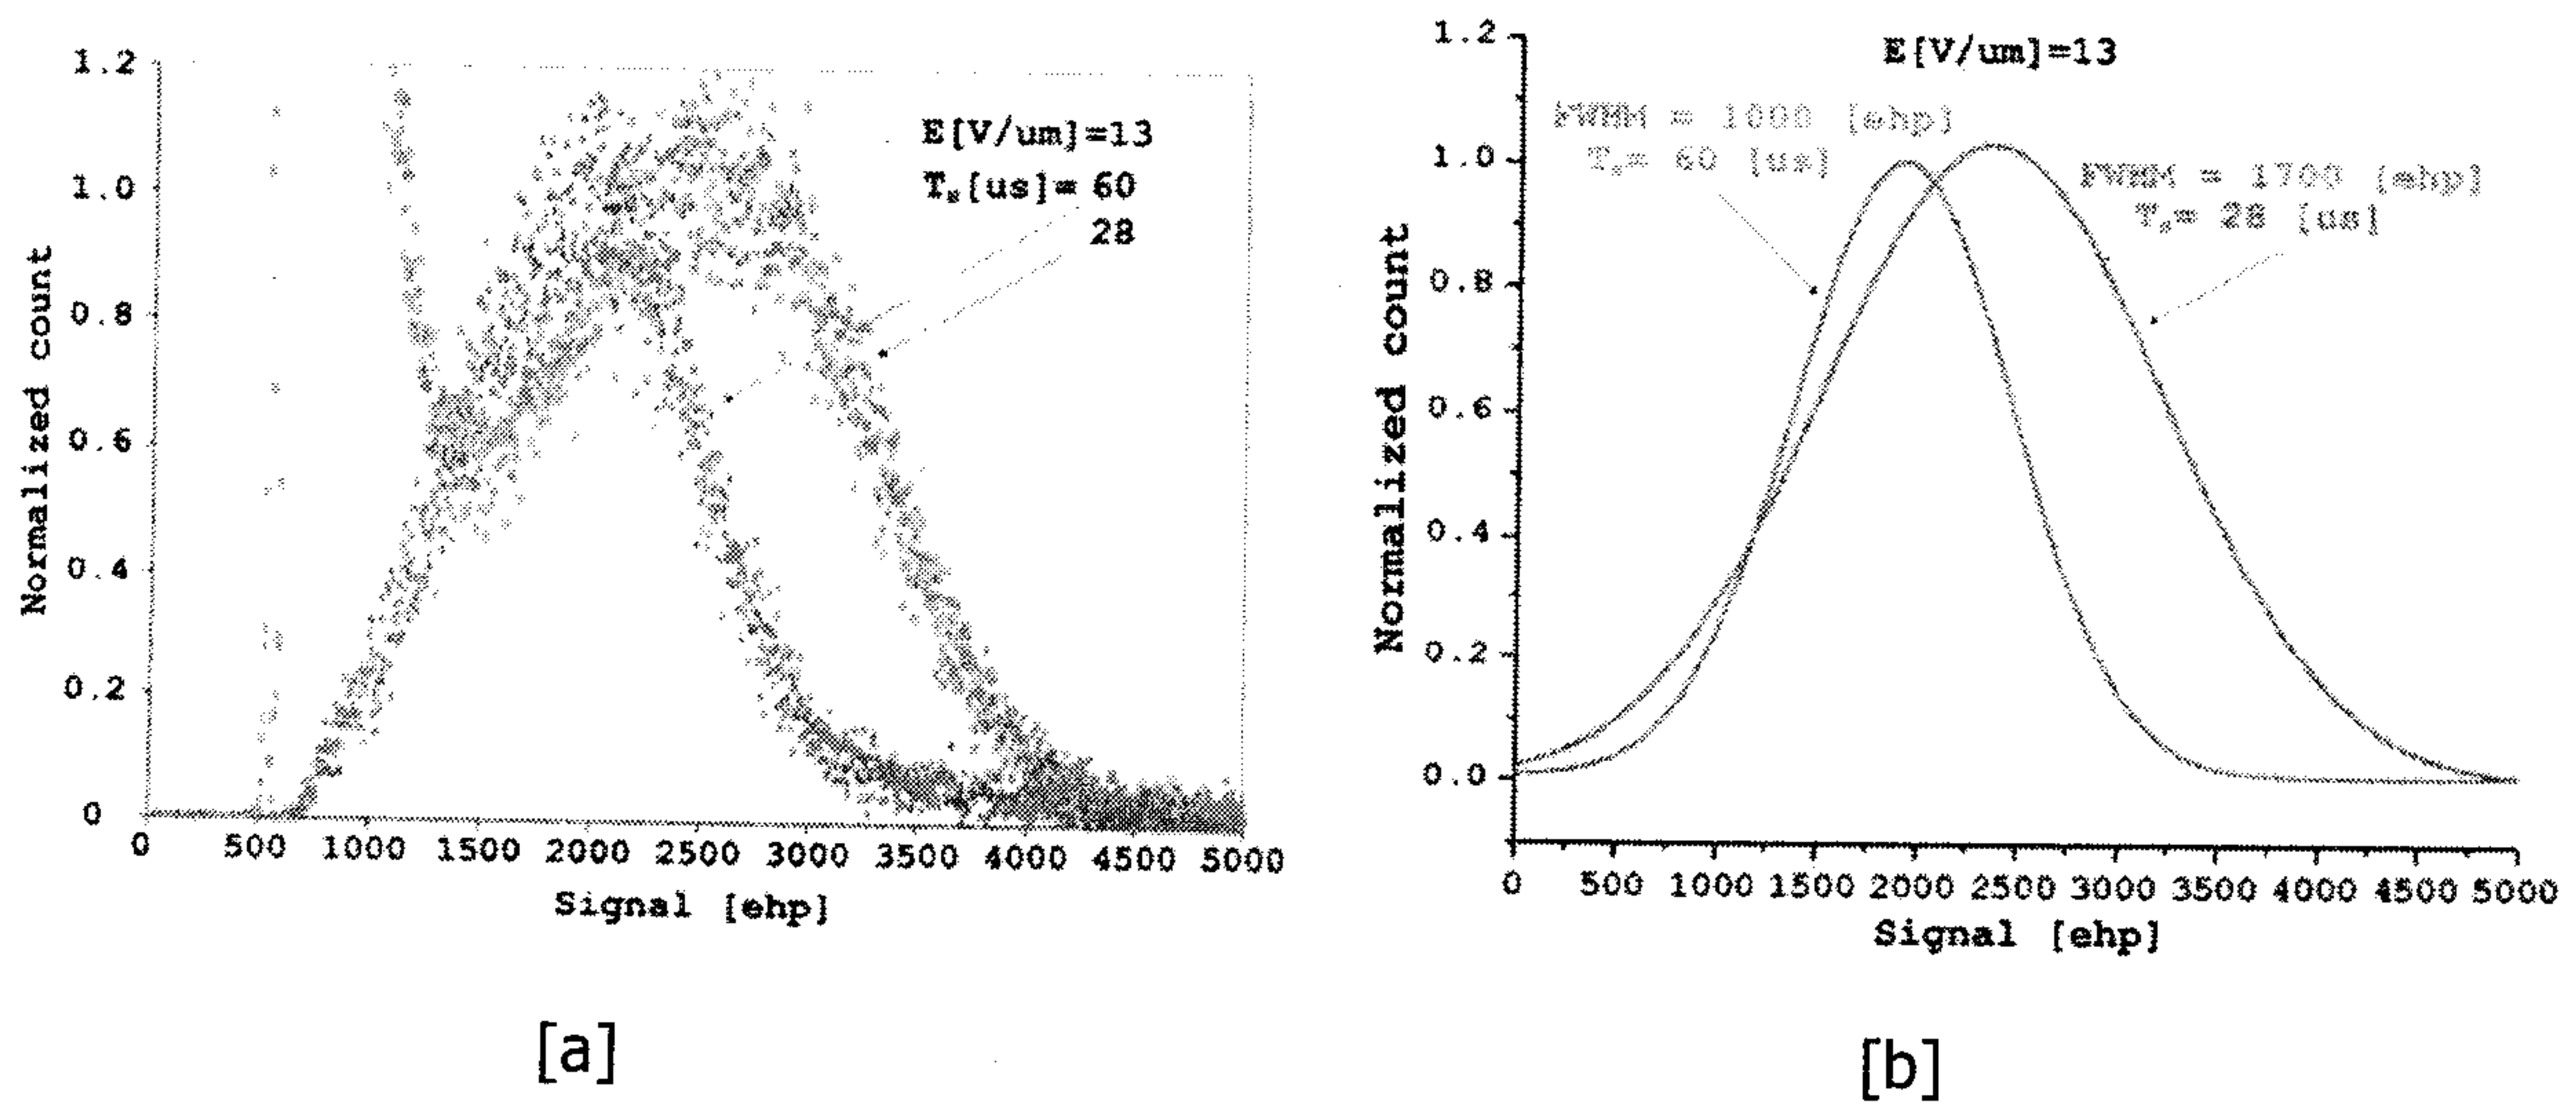 1.2
1.0
0.8
0.6
0.4
0.2
0
Normalized count
E[V/um]=13
Ts[us]= 60
28
0 500 1000 1500 2000 2500 3000 3500 4000 4500 5000
Signal [ehp]
[a]
1.2
1.0
0.8
0.6
0.4
0.2
0.0
Normalized count
E[V/um]=13
FWHM = 1000 [ehp]
Ts= 60 [us]
FWHM = 1700 [ehp]
Ts= 28 [us]
0 500 1000 1500 2000 2500 3000 3500 4000 4500 5000
Signal [ehp]
[b]